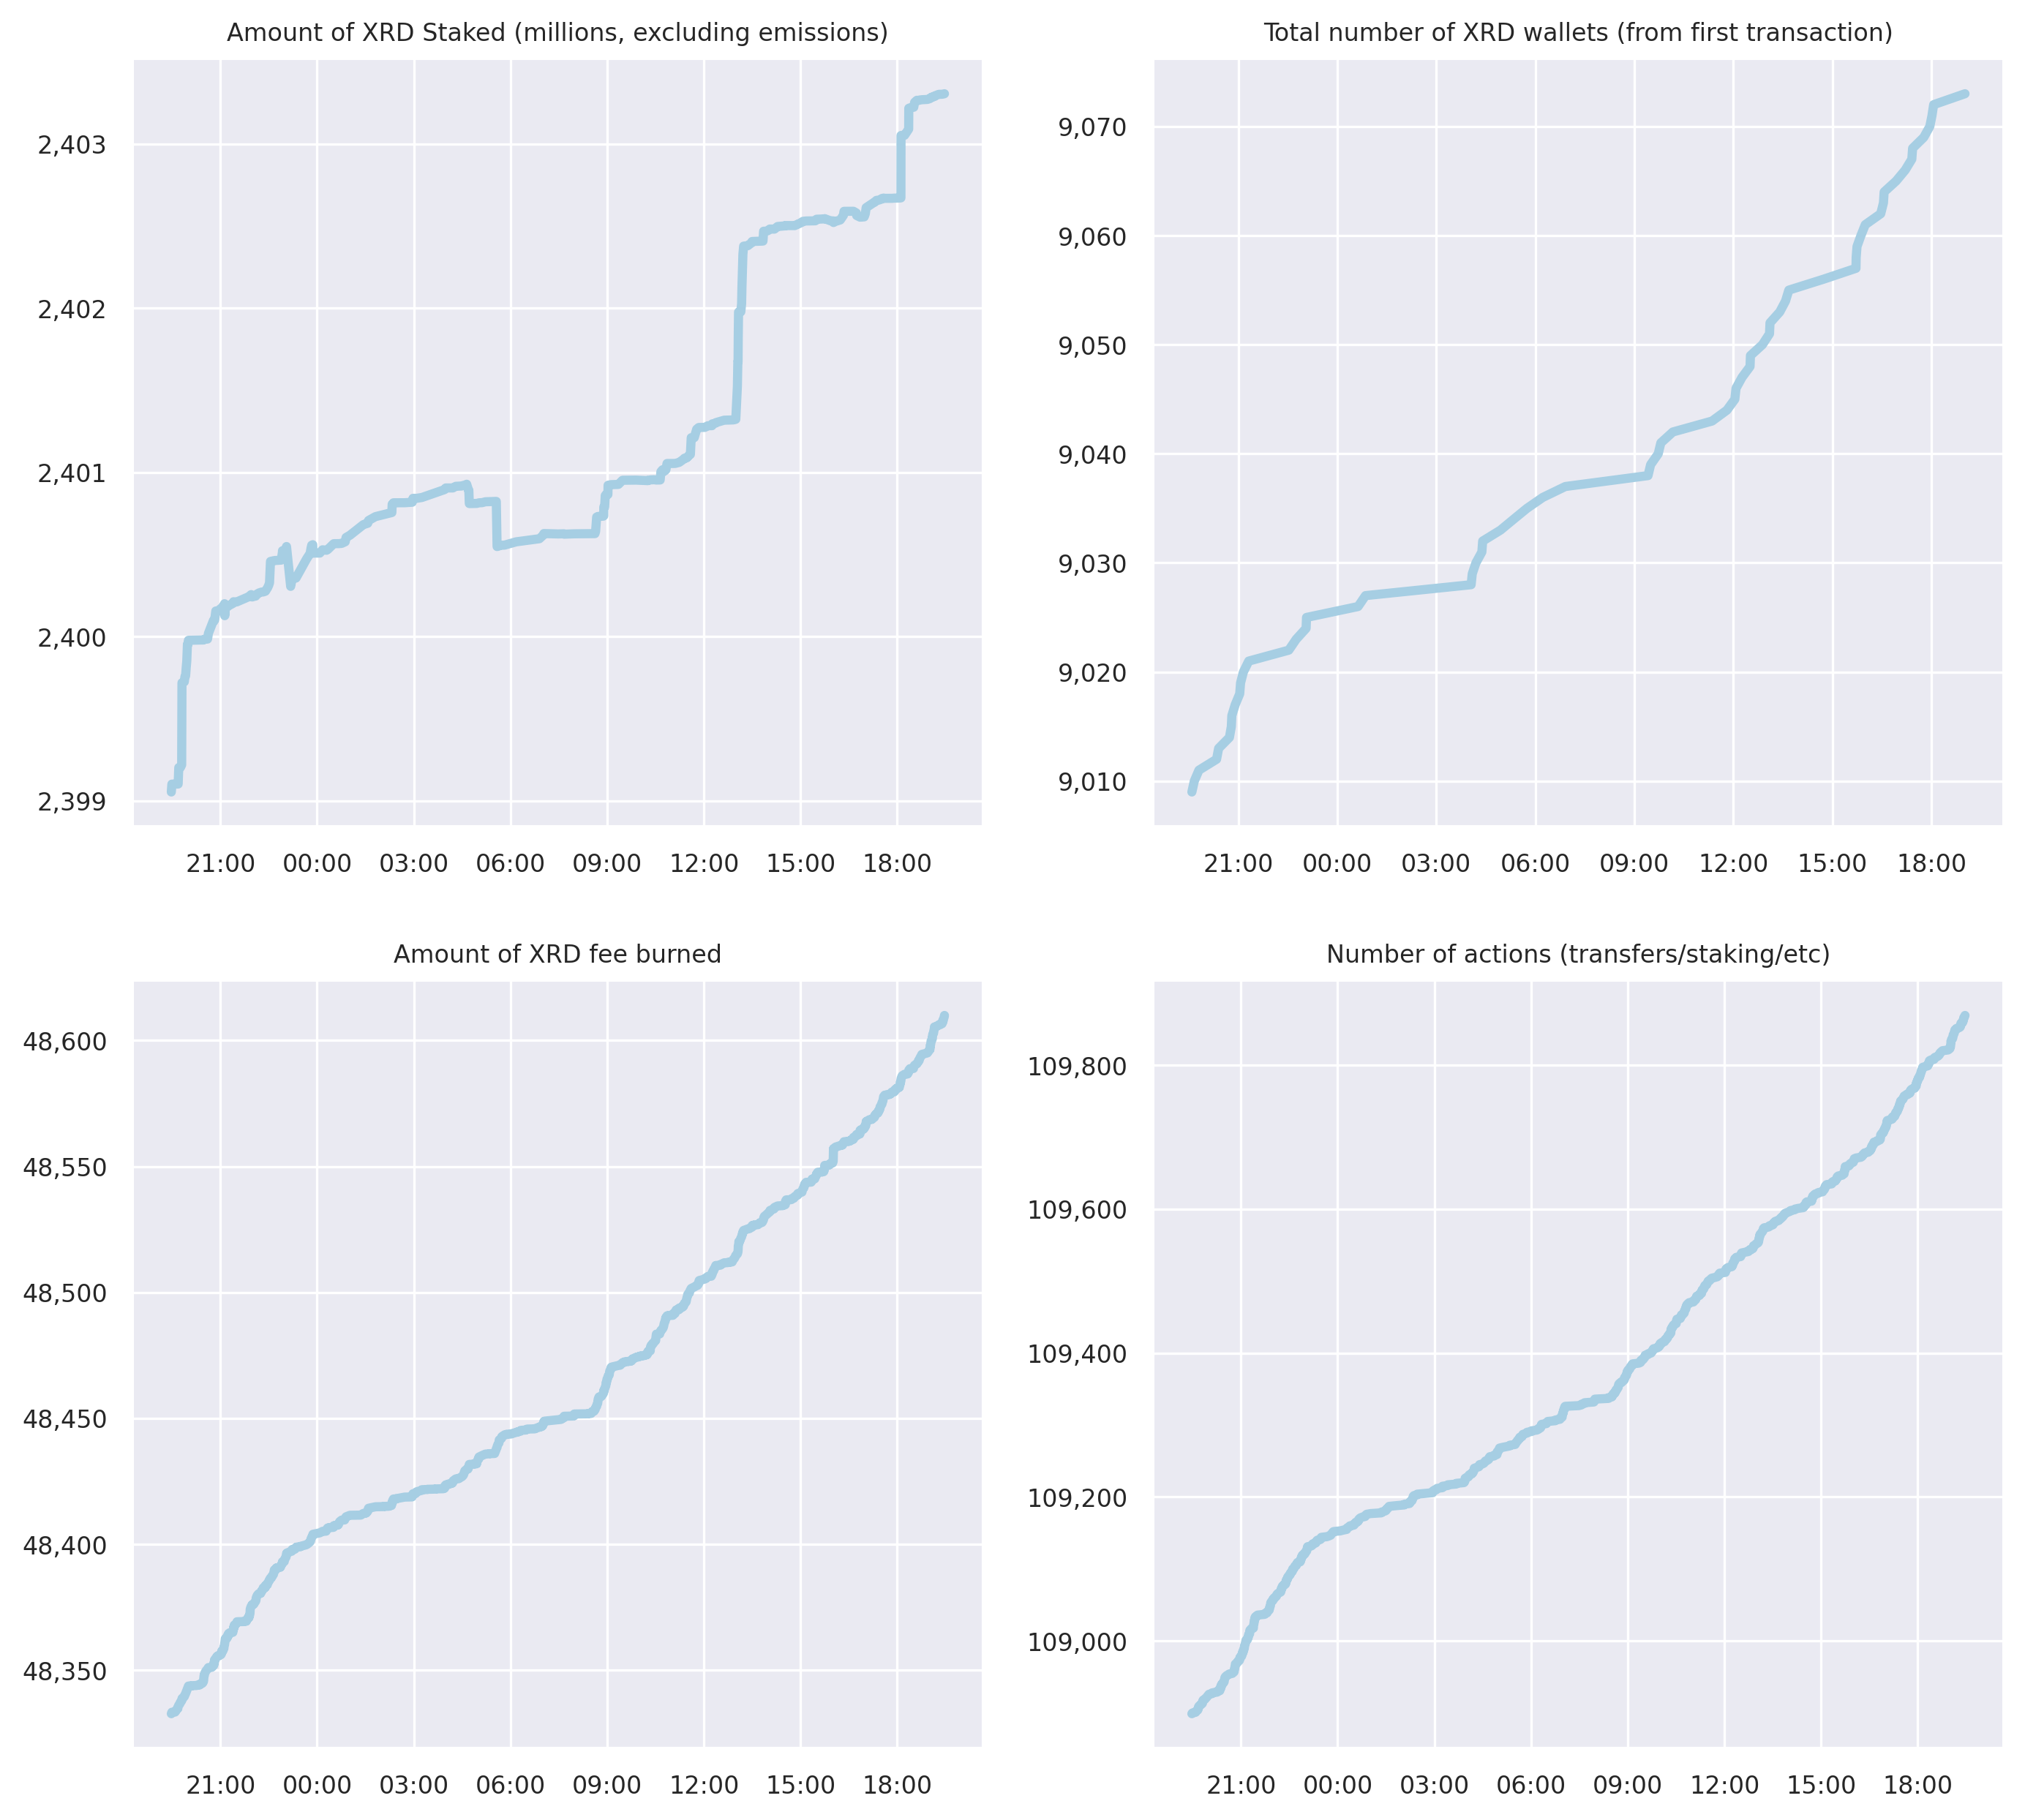 Amount of XRD Staked (millions, excluding emissions)
2,403
2,402
2,401
2,400
2,399
21:00 00:00 03:00 06:00 09:00 12:00 15:00 18:00
Total number of XRD wallets (from first transaction)
9,070
9,060
9,050
9,040
9,030
9,020
9,010
21:00 00:00 03:00 06:00 09:00 12:00 15:00 18:00
Amount of XRD fee burned
48,600
48,550
48,500
48,450
48,400
48,350
21:00 00:00 03:00 06:00 09:00 12:00 15:00 18:00
Number of actions (transfers/staking/etc)
109,800
109,600
109,400
109,200
109,000
21:00 00:00 03:00 06:00 09:00 12:00 15:00 18:00